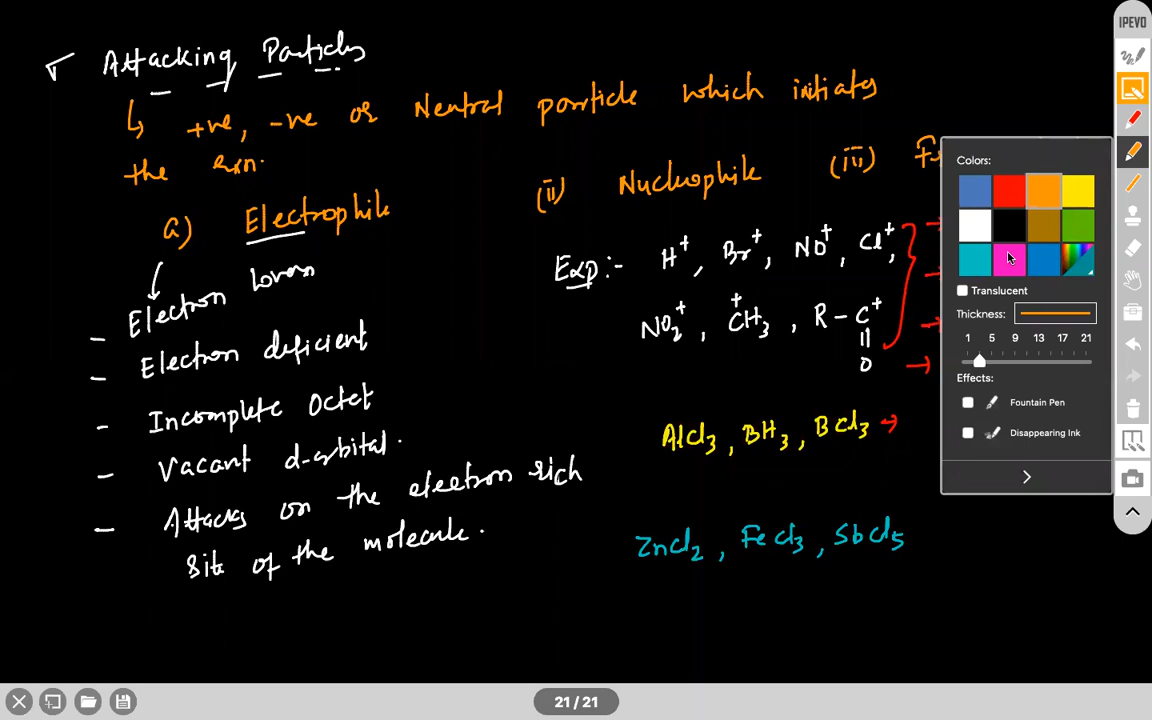 Attacking Particles
↳ +ve, -ve or Neutral particle which initiates
the rxn.
a) Electrophile (ii) Nucleophile (iii) Fr
Electron lovers
- Electron deficient
- Incomplete Octet
- Vacant d-orbital.
- Attacks on the electron rich
site of the molecule.
Exp:- H⁺, Br⁺, NO⁺, Cl⁺,
NO₂⁺, C⁺H₃, R - C⁺
O
AlCl₃, BH₃, BCl₃ →
ZnCl₂, FeCl₃, SbCl₅
IPEVO
Colors:
Translucent
Thickness:
1 5 9 13 17 21
Effects:
Fountain Pen
Disappearing Ink
21 / 21